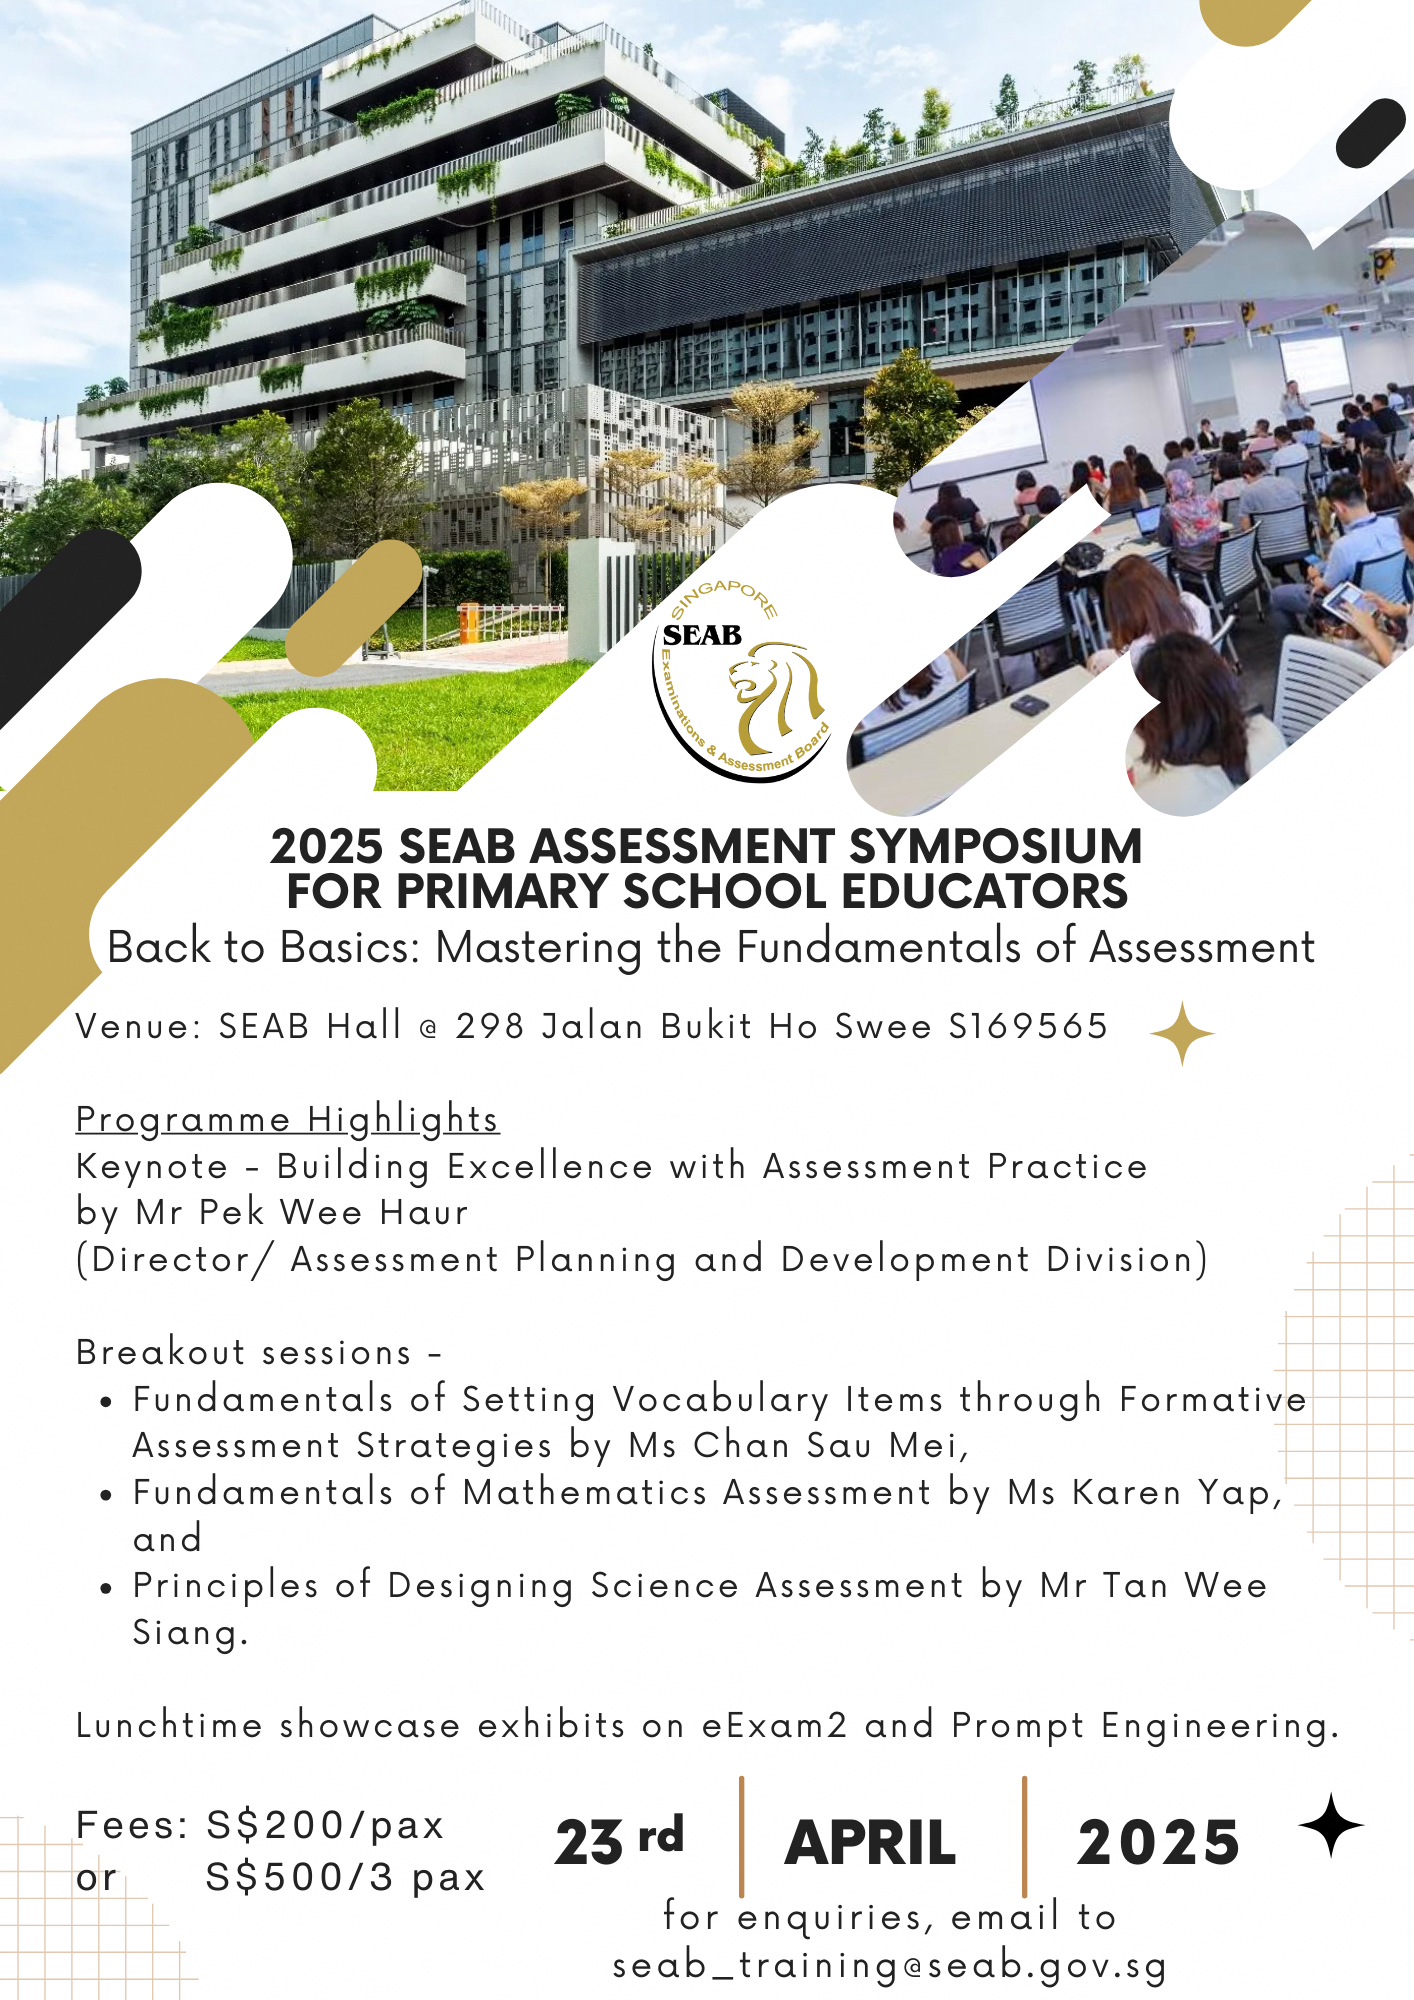 SINGAPORE
SEAB
Examinations & Assessment Board
2025 SEAB ASSESSMENT SYMPOSIUM
FOR PRIMARY SCHOOL EDUCATORS
Back to Basics: Mastering the Fundamentals of Assessment
Venue: SEAB Hall @ 298 Jalan Bukit Ho Swee S169565
Programme Highlights
Keynote - Building Excellence with Assessment Practice
by Mr Pek Wee Haur
(Director/ Assessment Planning and Development Division)
Breakout sessions -
• Fundamentals of Setting Vocabulary Items through Formative
Assessment Strategies by Ms Chan Sau Mei,
• Fundamentals of Mathematics Assessment by Ms Karen Yap,
and
• Principles of Designing Science Assessment by Mr Tan Wee
Siang.
Lunchtime showcase exhibits on eExam2 and Prompt Engineering.
Fees: S$200/pax
or S$500/3 pax
23 rd APRIL 2025
for enquiries, email to
seab_training@seab.gov.sg